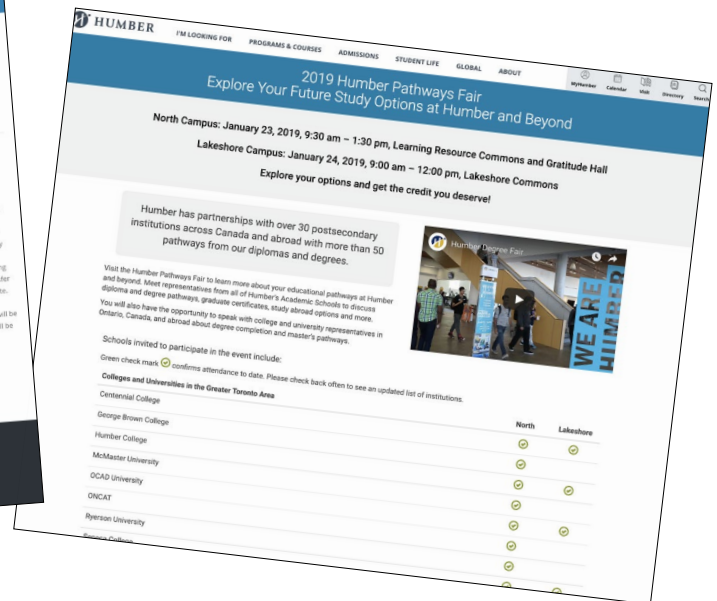 HUMBER
I'M LOOKING FOR
PROGRAMS & COURSES
ADMISSIONS
STUDENT LIFE
GLOBAL
ABOUT
MyHumber
Calendar
Directory
Search
2019 Humber Pathways Fair
Explore Your Future Study Options at Humber and Beyond
North Campus: January 23, 2019, 9:30 am – 1:30 pm, Learning Resource Commons and Gratitude Hall
Lakeshore Campus: January 24, 2019, 9:00 am – 12:00 pm, Lakeshore Commons
Explore your options and get the credit you deserve!
Humber has partnerships with over 30 postsecondary
institutions across Canada and abroad with more than 50
pathways from our diplomas and degrees.
Humber Degree Fair
WE ARE
HUMBER
Visit the Humber Pathways Fair to learn more about your educational pathways at Humber
and beyond. Meet representatives from all of Humber's Academic Schools to discuss
diploma and degree pathways, graduate certificates, study abroad options and more.
You will also have the opportunity to speak with college and university representatives in
Ontario, Canada, and abroad about degree completion and master's pathways.
Schools invited to participate in the event include:
Green check mark confirms attendance to date. Please check back often to see an updated list of institutions.
Colleges and Universities in the Greater Toronto Area
North
Lakeshore
Centennial College
George Brown College
Humber College
McMaster University
OCAD University
ONCAT
Ryerson University
Seneca College
will be